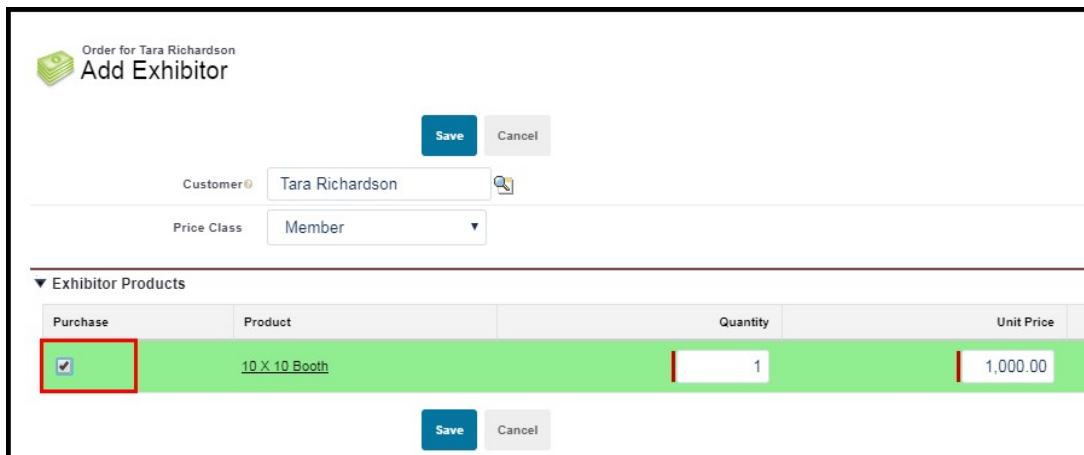 Order for Tara Richardson
Add Exhibitor
Save Cancel
Customer Tara Richardson
Price Class Member
Exhibitor Products
Purchase Product Quantity Unit Price
10 X 10 Booth 1 1,000.00
Save Cancel